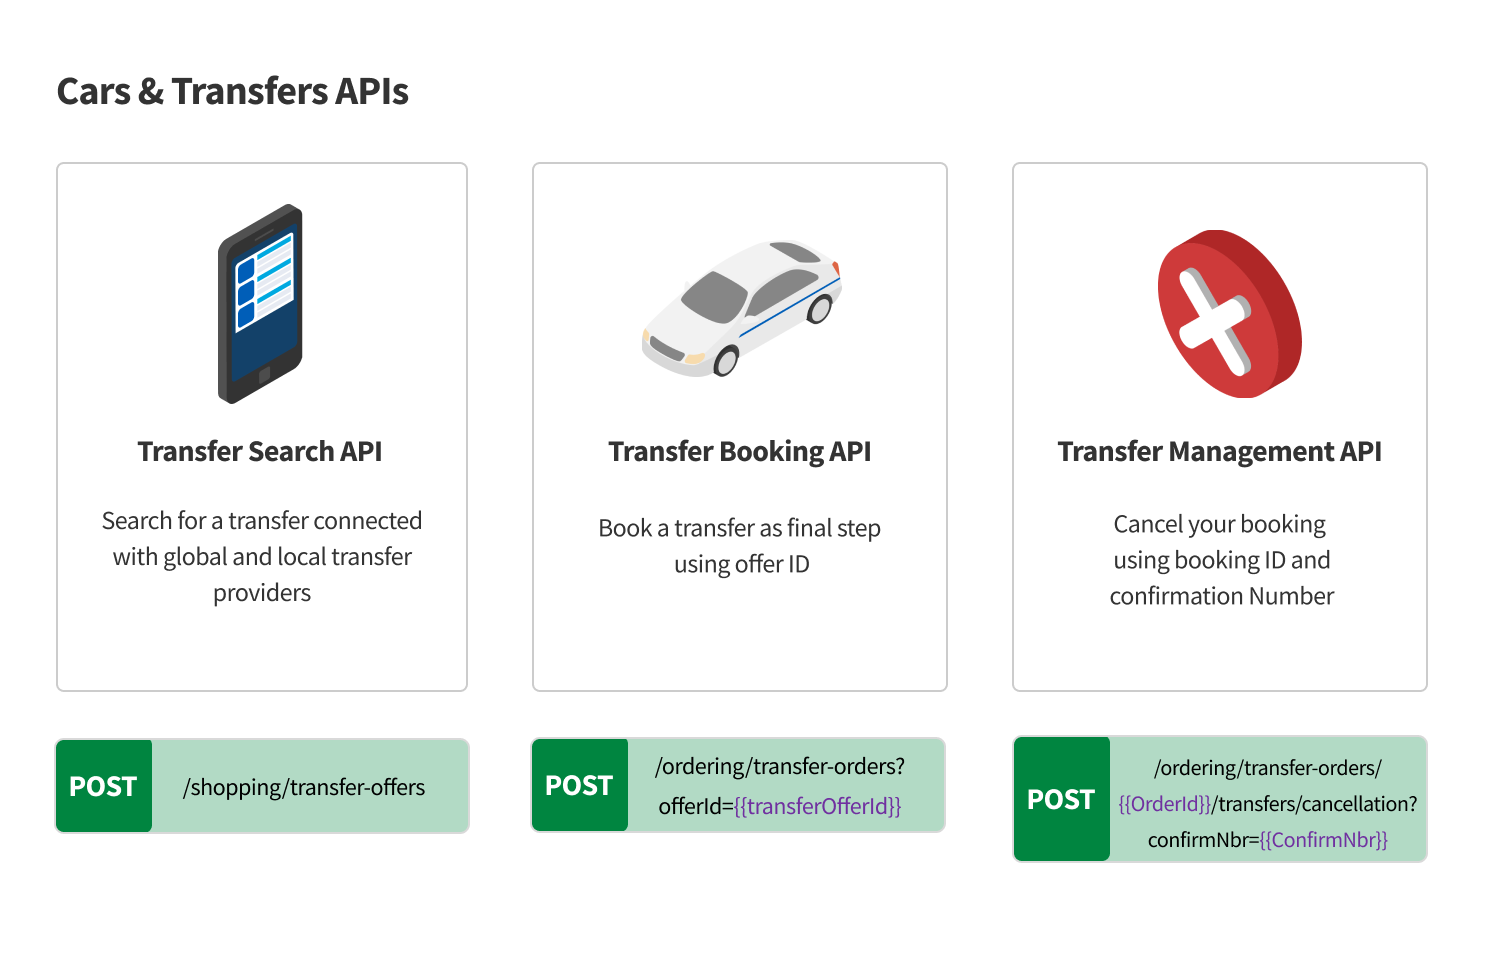 Cars & Transfers APIs
Transfer Search API
Search for a transfer connected
with global and local transfer
providers
POST
/shopping/transfer-offers
Transfer Booking API
Book a transfer as final step
using offer ID
POST
/ordering/transfer-orders?
offerId={{transferOfferId}}
Transfer Management API
Cancel your booking
using booking ID and
confirmation Number
POST
/ordering/transfer-orders/
{{OrderId}}/transfers/cancellation?
confirmNbr={{ConfirmNbr}}